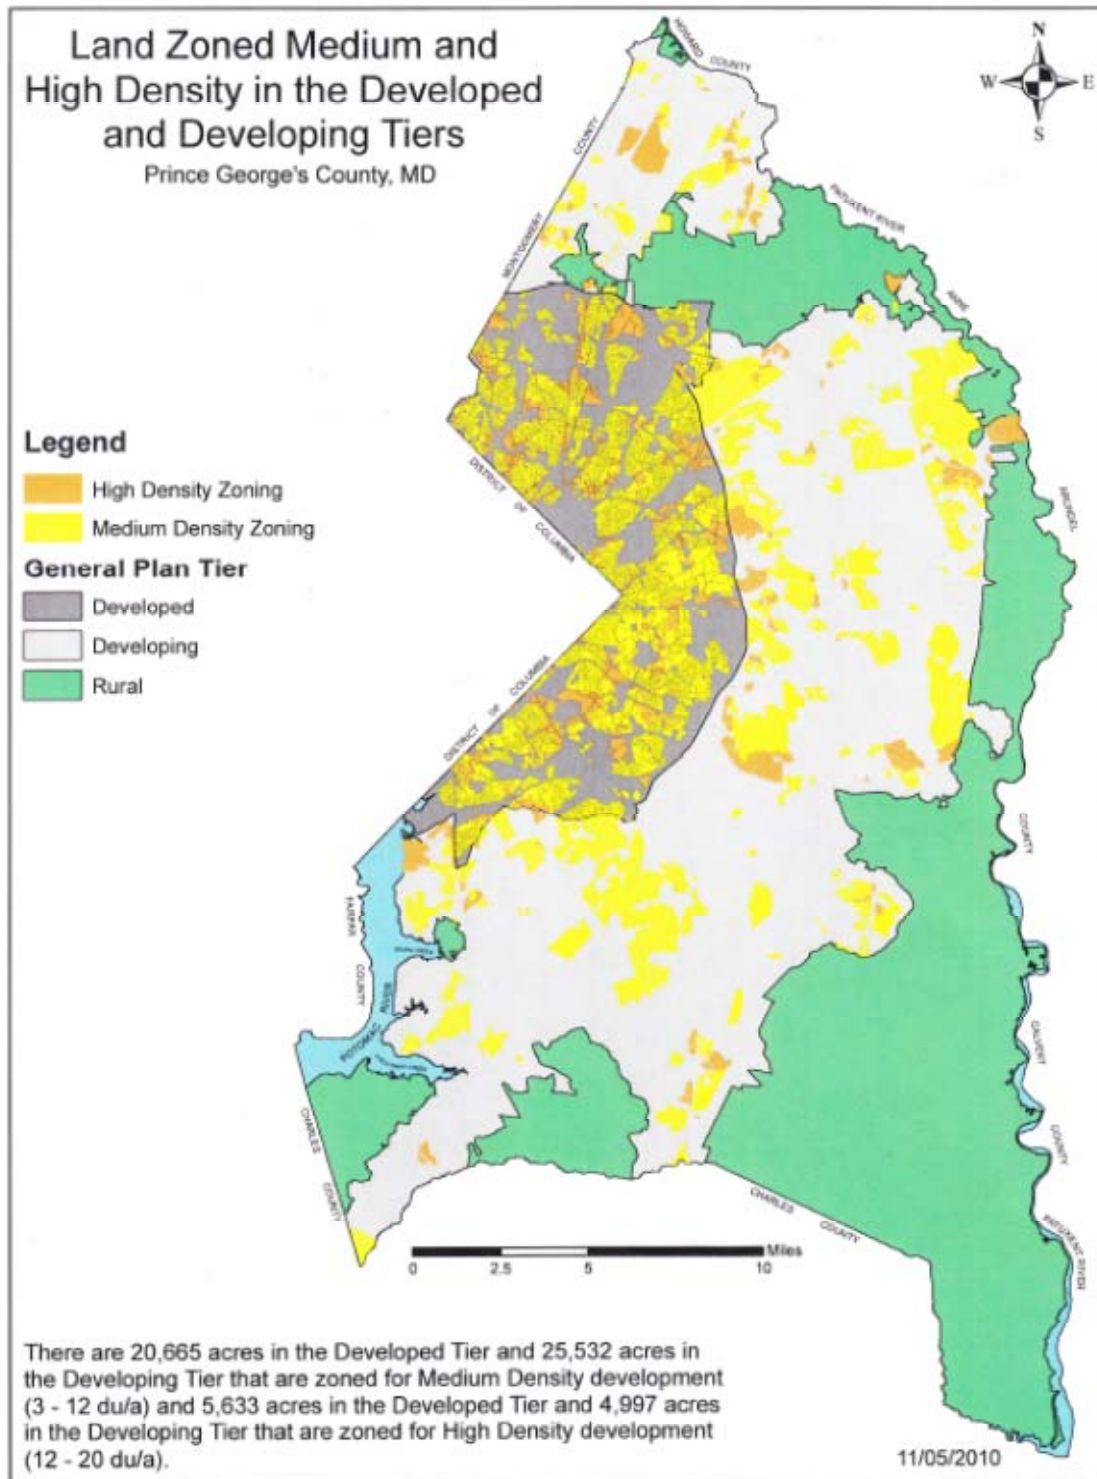 Land Zoned Medium and
High Density in the Developed
and Developing Tiers
Prince George's County, MD
N
W E
S
HOWARD COUNTY
MONTGOMERY COUNTY
PATUXENT RIVER
ANNE
ARUNDEL
COUNTY
DISTRICT OF COLUMBIA
DISTRICT OF COLUMBIA
Legend
High Density Zoning
Medium Density Zoning
General Plan Tier
Developed
Developing
Rural
FAIRFAX COUNTY
POTOMAC RIVER
CALVERT
COUNTY
CHARLES COUNTY
CHARLES COUNTY
PATUXENT RIVER
Miles
0 2.5 5 10
There are 20,665 acres in the Developed Tier and 25,532 acres in
the Developing Tier that are zoned for Medium Density development
(3 - 12 du/a) and 5,633 acres in the Developed Tier and 4,997 acres
in the Developing Tier that are zoned for High Density development
(12 - 20 du/a).
11/05/2010